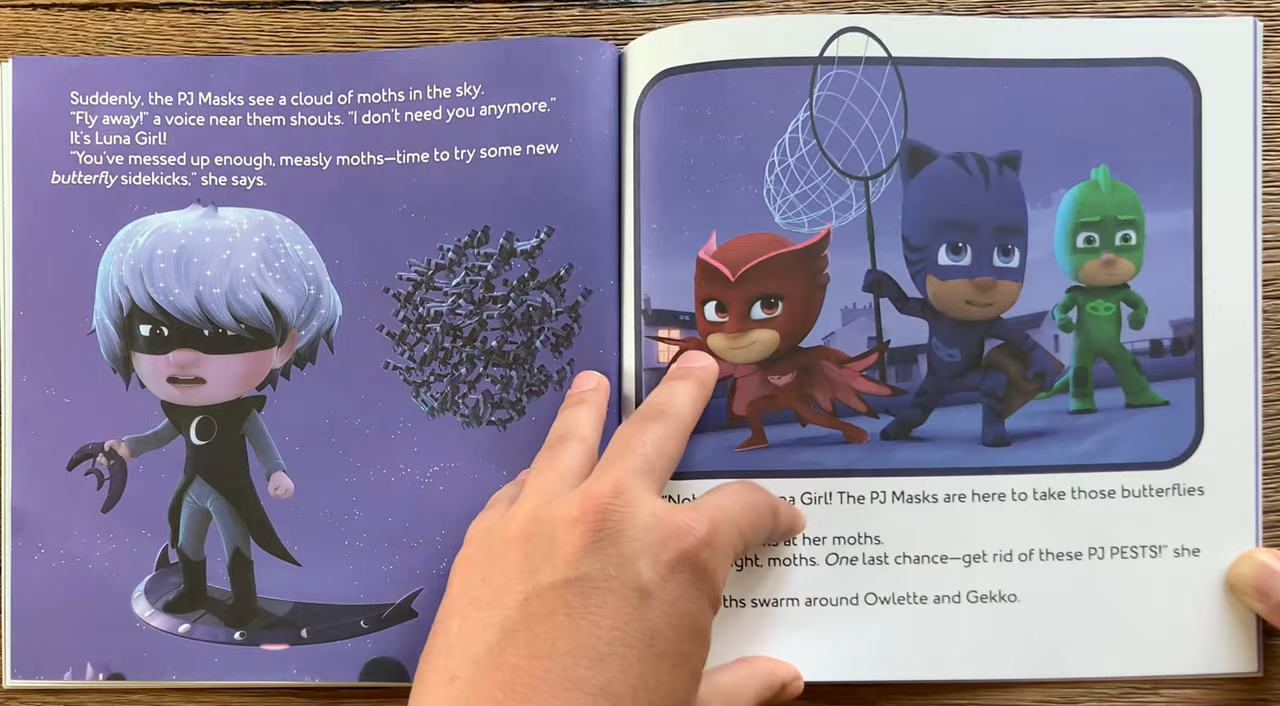 Suddenly, the PJ Masks see a cloud of moths in the sky.
"Fly away!" a voice near them shouts. "I don't need you anymore."
It's Luna Girl!
"You've messed up enough, measly moths—time to try some new
butterfly sidekicks," she says.
Girl! The PJ Masks are here to take those butterflies
at her moths.
moths. One last chance—get rid of these PJ PESTS!" she
swarm around Owlette and Gekko.